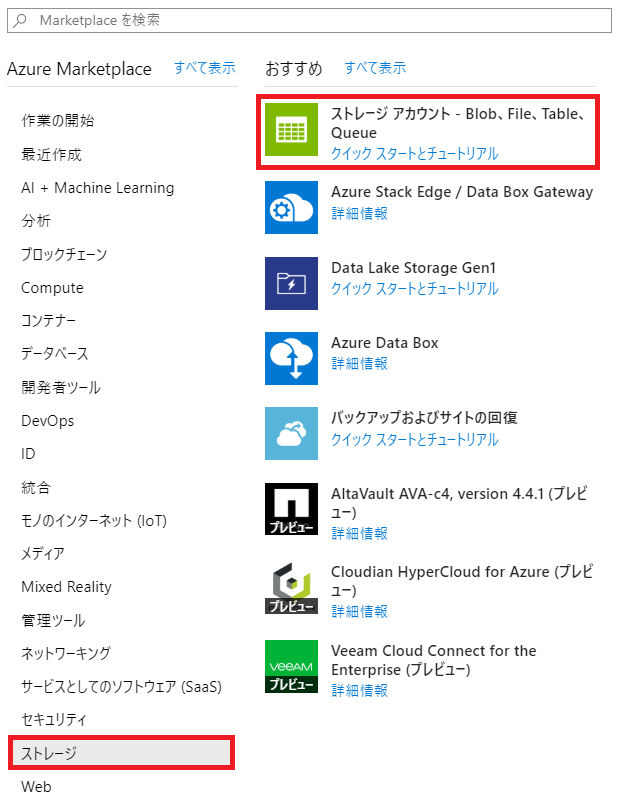 Marketplace を検索
Azure Marketplace すべて表示
作業の開始
最近作成
AI + Machine Learning
分析
ブロックチェーン
Compute
コンテナー
データベース
開発者ツール
DevOps
ID
統合
モノのインターネット (IoT)
メディア
Mixed Reality
管理ツール
ネットワーキング
サービスとしてのソフトウェア (SaaS)
セキュリティ
ストレージ
Web
おすすめ すべて表示
ストレージ アカウント - Blob、File、Table、
Queue
クイック スタートとチュートリアル
Azure Stack Edge / Data Box Gateway
詳細情報
Data Lake Storage Gen1
クイック スタートとチュートリアル
Azure Data Box
詳細情報
バックアップおよびサイトの回復
クイック スタートとチュートリアル
プレビュー
AltaVault AVA-c4, version 4.4.1 (プレビ
ュー)
詳細情報
プレビュー
Cloudian HyperCloud for Azure (プレビ
ュー)
詳細情報
veeAM
プレビュー
Veeam Cloud Connect for the
Enterprise (プレビュー)
詳細情報